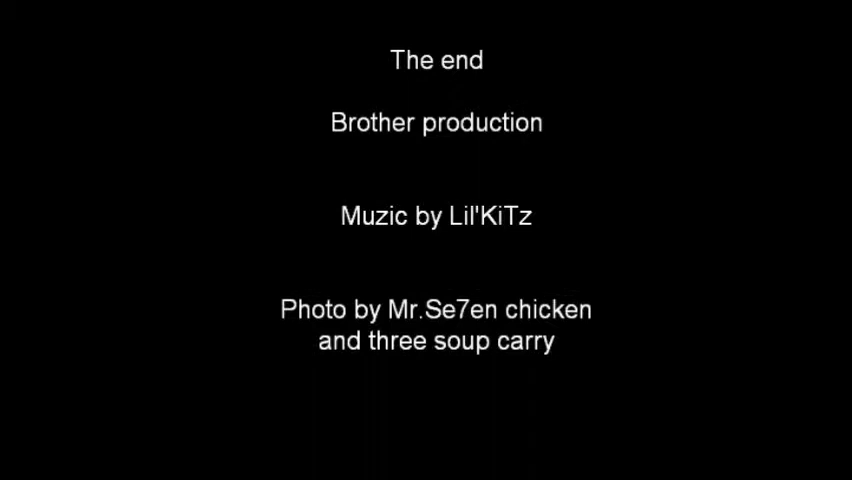 The end
Brother production
Muzic by Lil'KiTz
Photo by Mr.Se7en chicken
and three soup carry